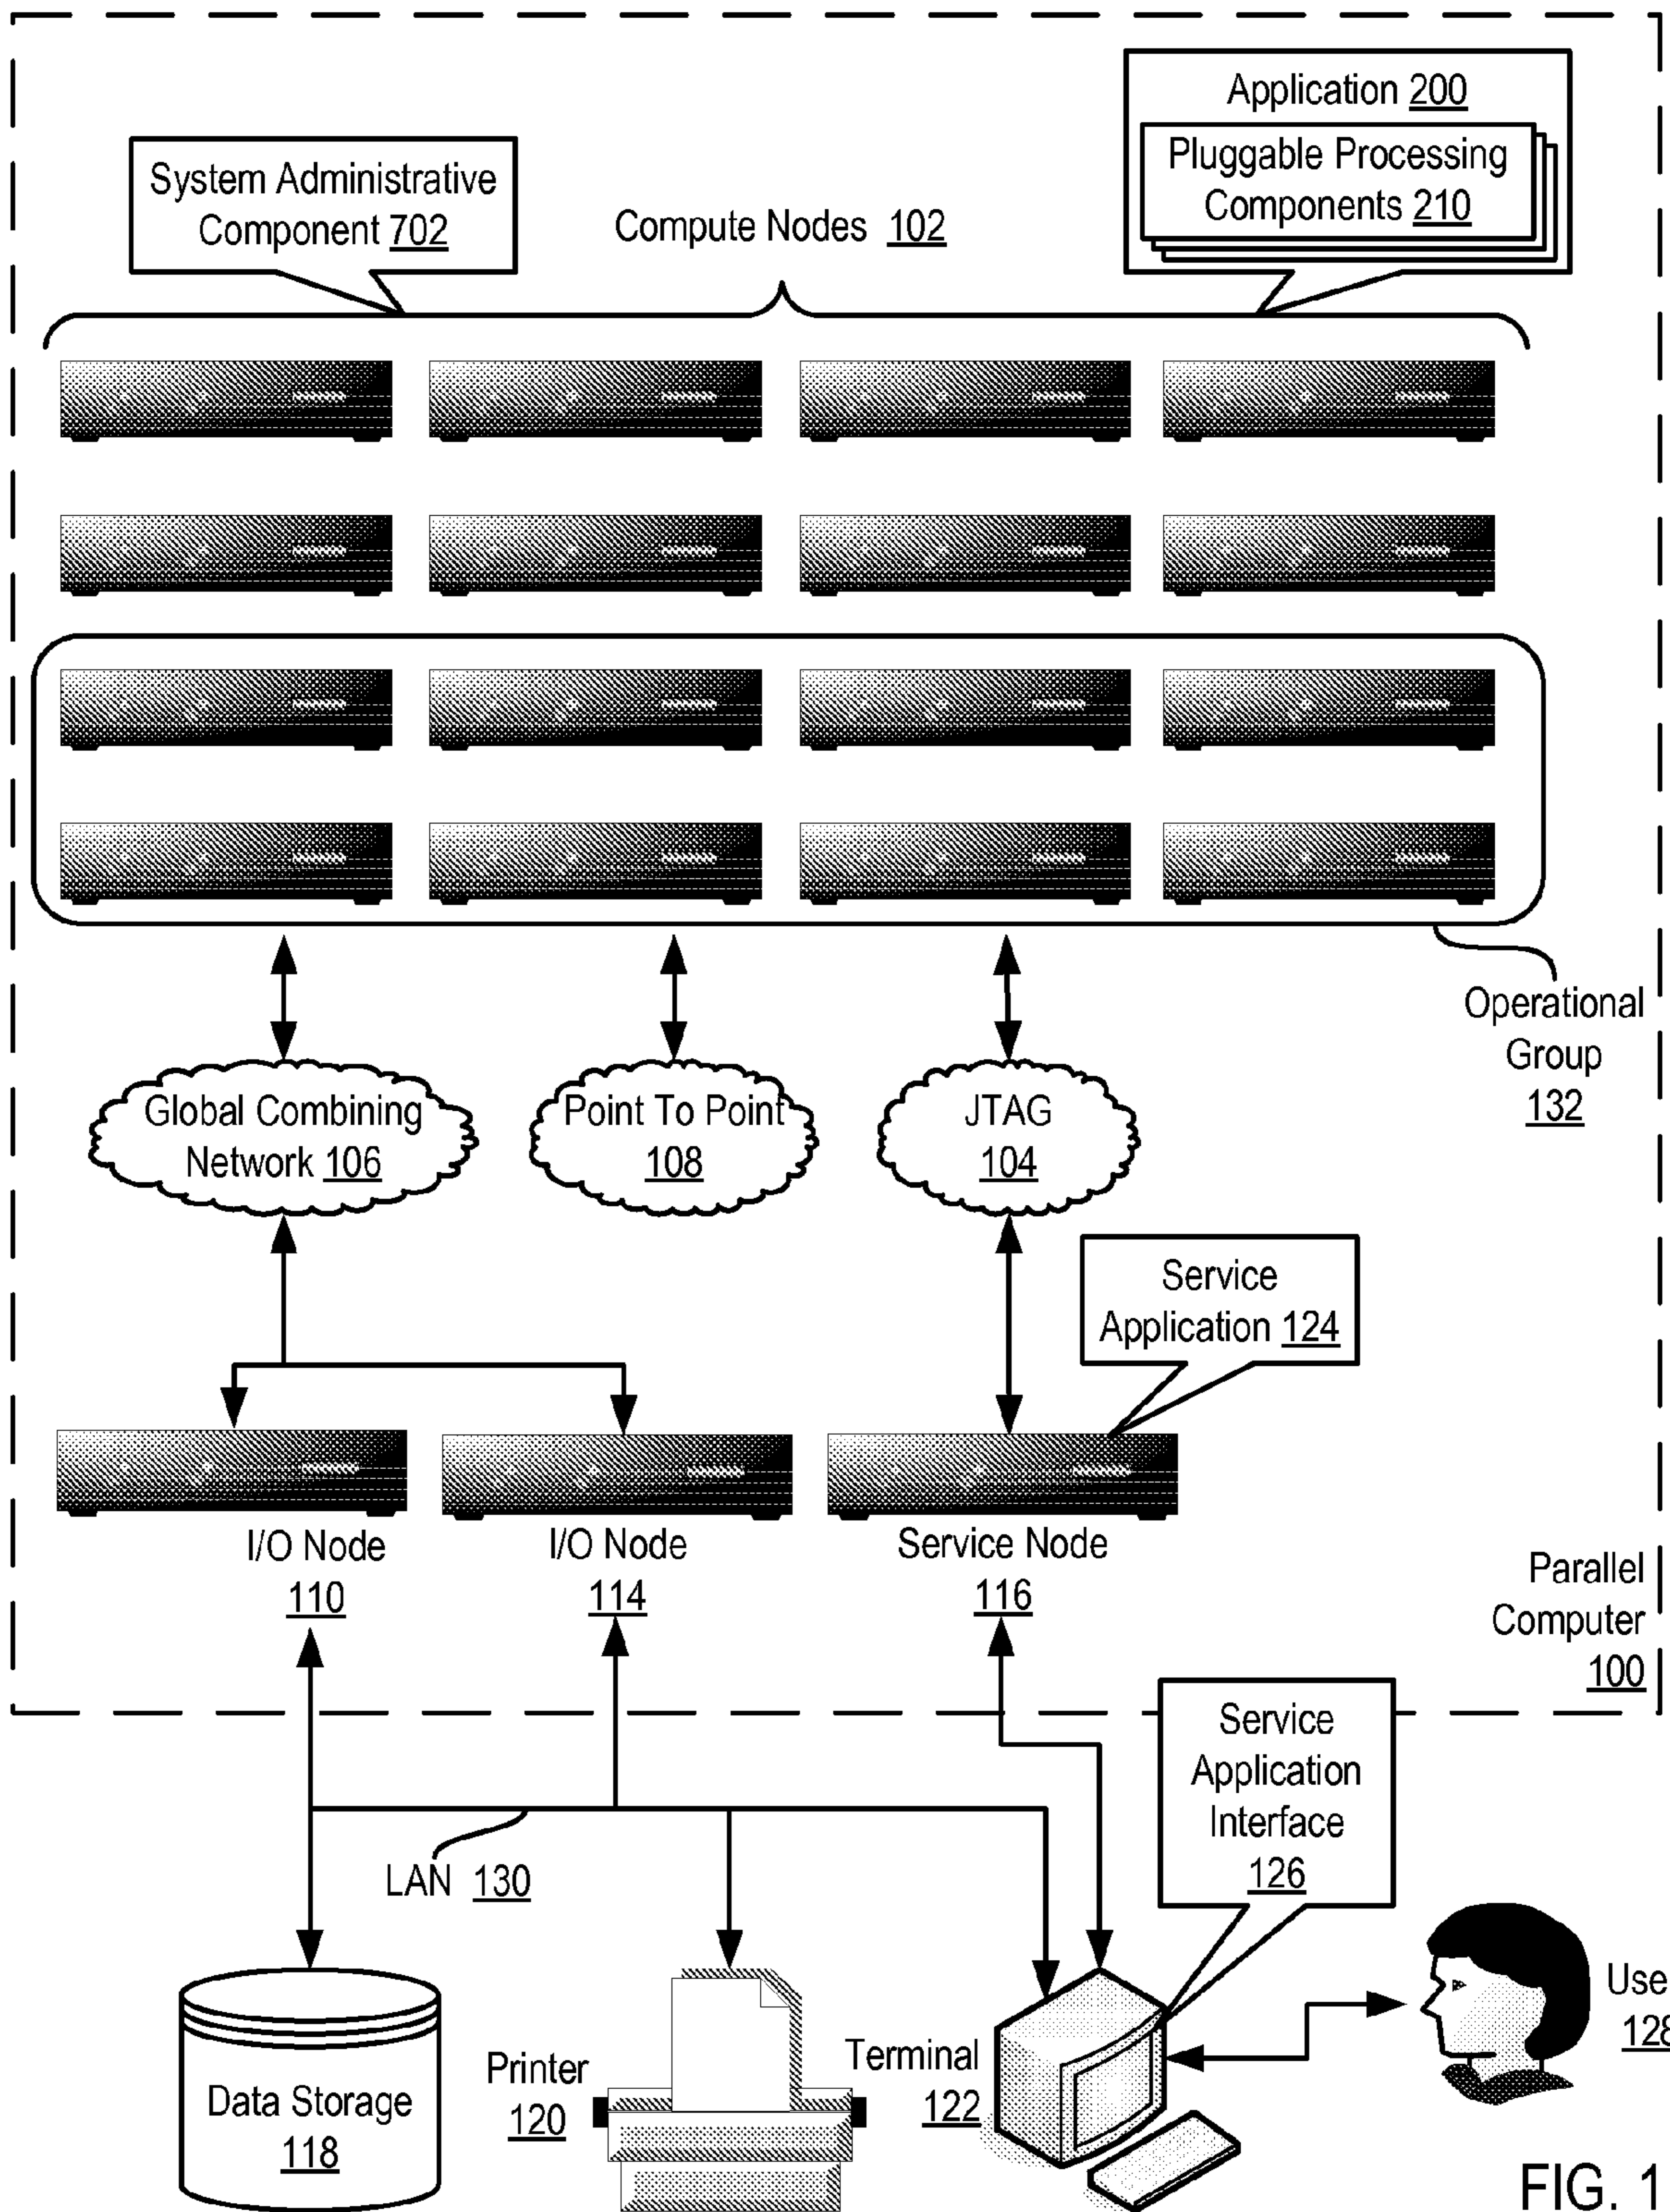 Application 200
Pluggable Processing
Components 210
System Administrative
Component 702
Compute Nodes 102
Operational
Group
132
Global Combining
Network 106
Point To Point
108
JTAG
104
Service
Application 124
I/O Node
110
I/O Node
114
Service Node
116
Parallel
Computer
100
Service
Application
Interface
126
LAN 130
Data Storage
118
Printer
120
Terminal
122
Use
128
FIG. 1